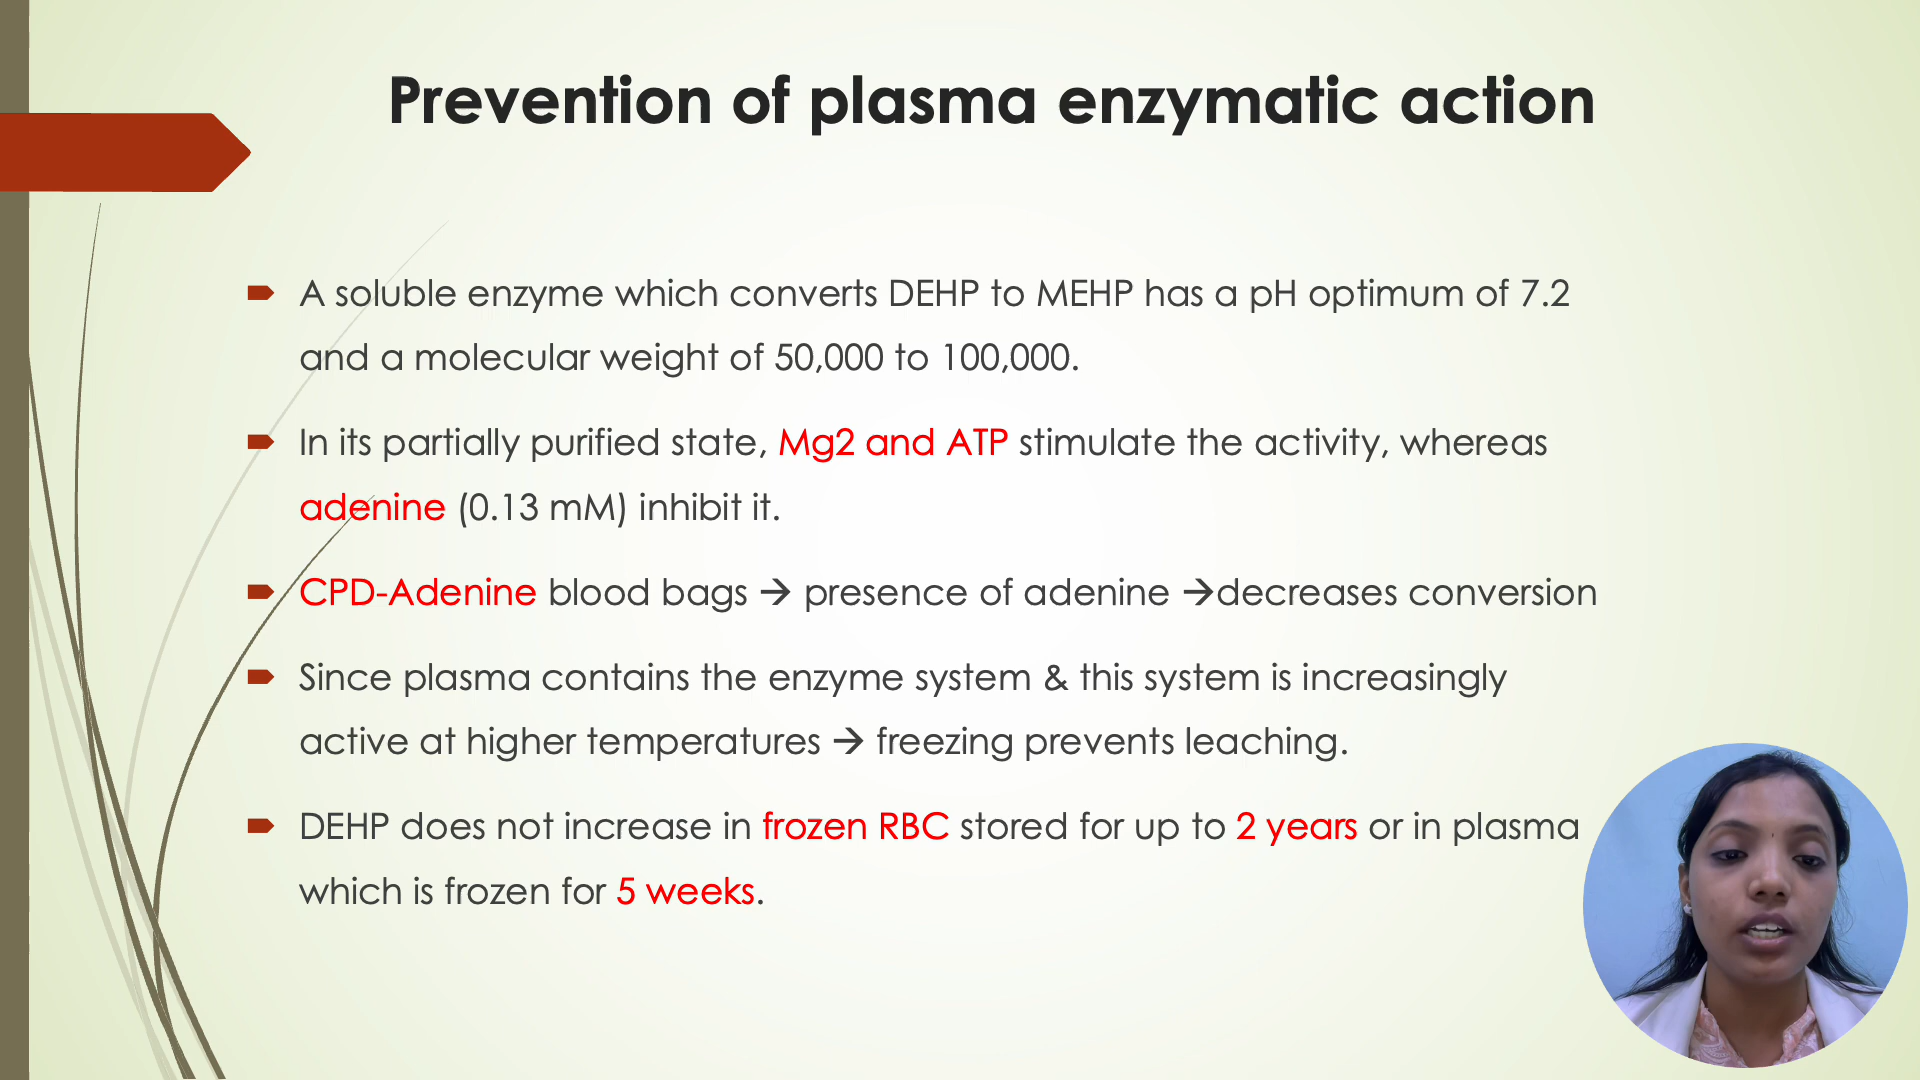 Prevention of plasma enzymatic action
A soluble enzyme which converts DEHP to MEHP has a pH optimum of 7.2
and a molecular weight of 50,000 to 100,000.
In its partially purified state, Mg2 and ATP stimulate the activity, whereas
adenine (0.13 mM) inhibit it.
CPD-Adenine blood bags → presence of adenine →decreases conversion
Since plasma contains the enzyme system & this system is increasingly
active at higher temperatures → freezing prevents leaching.
DEHP does not increase in frozen RBC stored for up to 2 years or in plasma
which is frozen for 5 weeks.